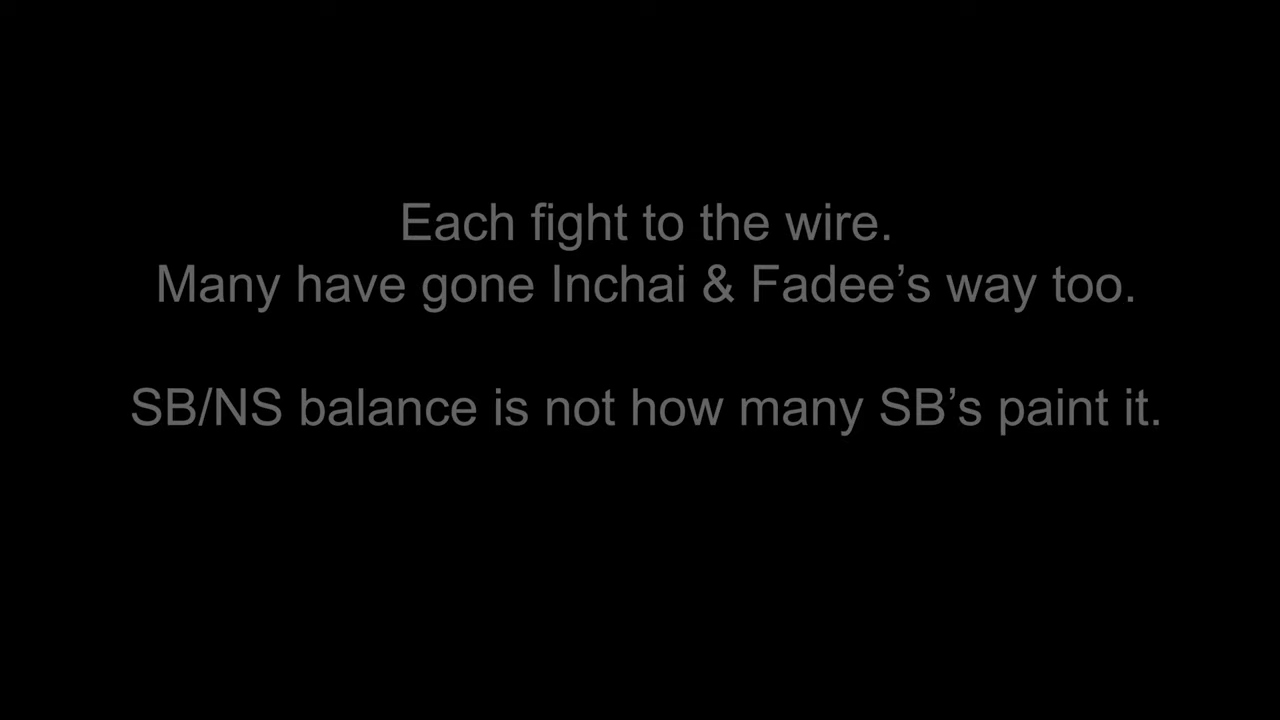 Each fight to the wire.
Many have gone Inchai & Fadee’s way too.
SB/NS balance is not how many SB’s paint it.